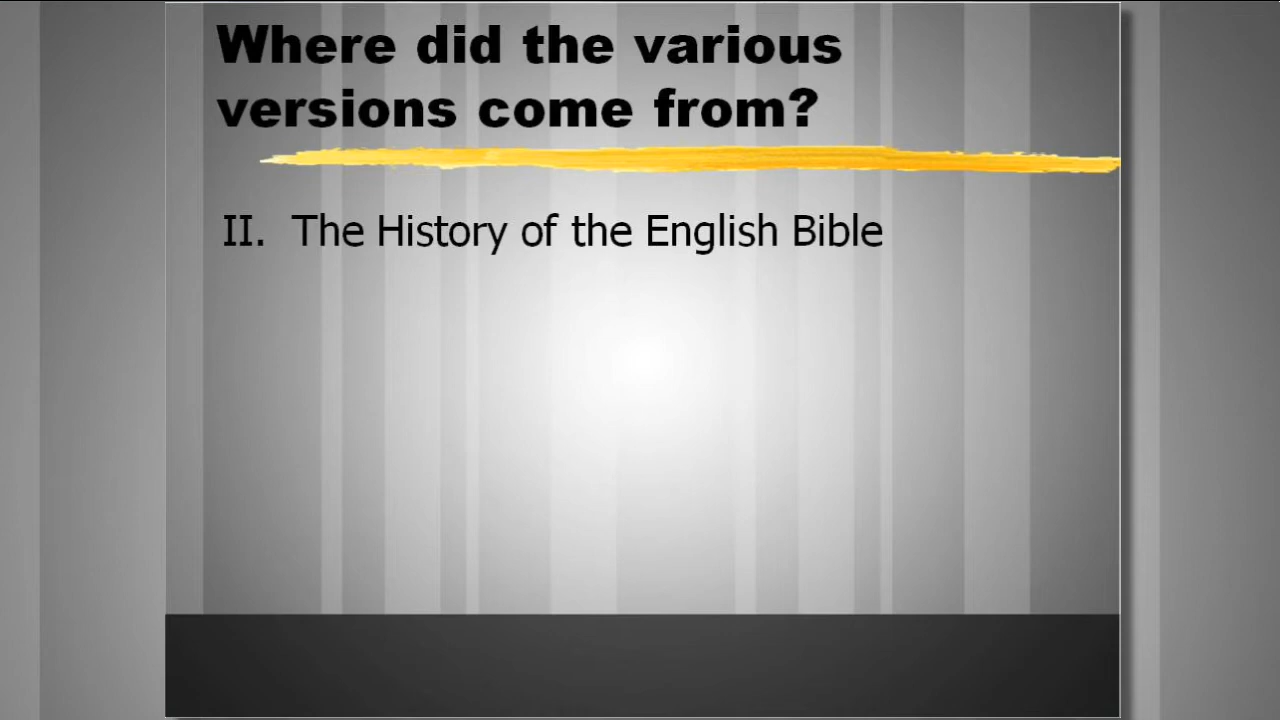 Where did the various
versions come from?
II. The History of the English Bible